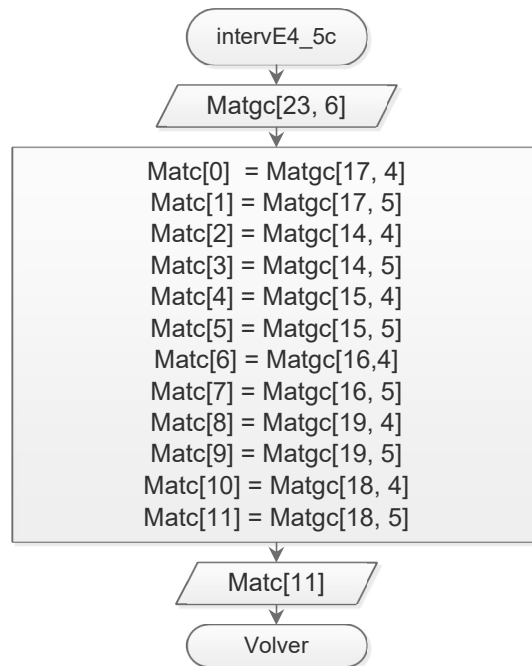 intervE4_5c
Matgc[23, 6]
Matc[0]  = Matgc[17, 4]
Matc[1] = Matgc[17, 5]
Matc[2] = Matgc[14, 4]
Matc[3] = Matgc[14, 5]
Matc[4] = Matgc[15, 4]
Matc[5] = Matgc[15, 5]
Matc[6] = Matgc[16,4]
Matc[7] = Matgc[16, 5]
Matc[8] = Matgc[19, 4]
Matc[9] = Matgc[19, 5]
Matc[10] = Matgc[18, 4]
Matc[11] = Matgc[18, 5]
Matc[11]
Volver